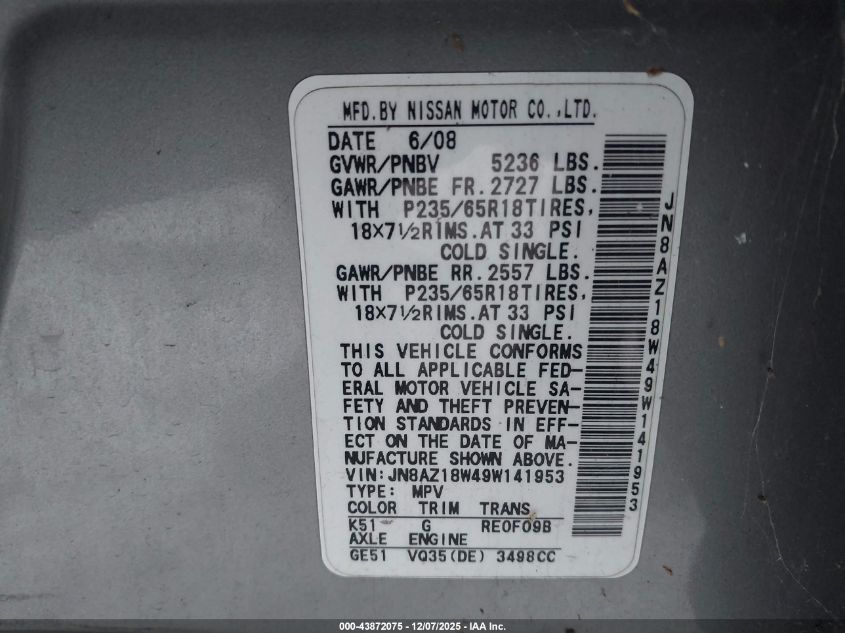 MFD.BY NISSAN MOTOR CO.,LTD.
DATE 6/08
GVWR/PNBV 5236 LBS.
GAWR/PNBE FR. 2727 LBS.
WITH P235/65R18TIRES,
18×7½RIMS.AT 33 PSI
COLD SINGLE.
GAWR/PNBE RR. 2557 LBS.
WITH P235/65R18TIRES,
18×7½RIMS.AT 33 PSI
COLD SINGLE.
THIS VEHICLE CONFORMS
TO ALL APPLICABLE FED-
ERAL MOTOR VEHICLE SA-
FETY AND THEFT PREVEN-
TION STANDARDS IN EFF-
ECT ON THE DATE OF MA-
NUFACTURE SHOWN ABOVE.
VIN:JN8AZ18W49W141953
TYPE: MPV
COLOR TRIM TRANS
K51 G RE0F09B
AXLE ENGINE
GE51 VQ35(DE) 3498CC
JN8AZ18W49W141953
000-43872075 - 12/07/2025 - IAA Inc.